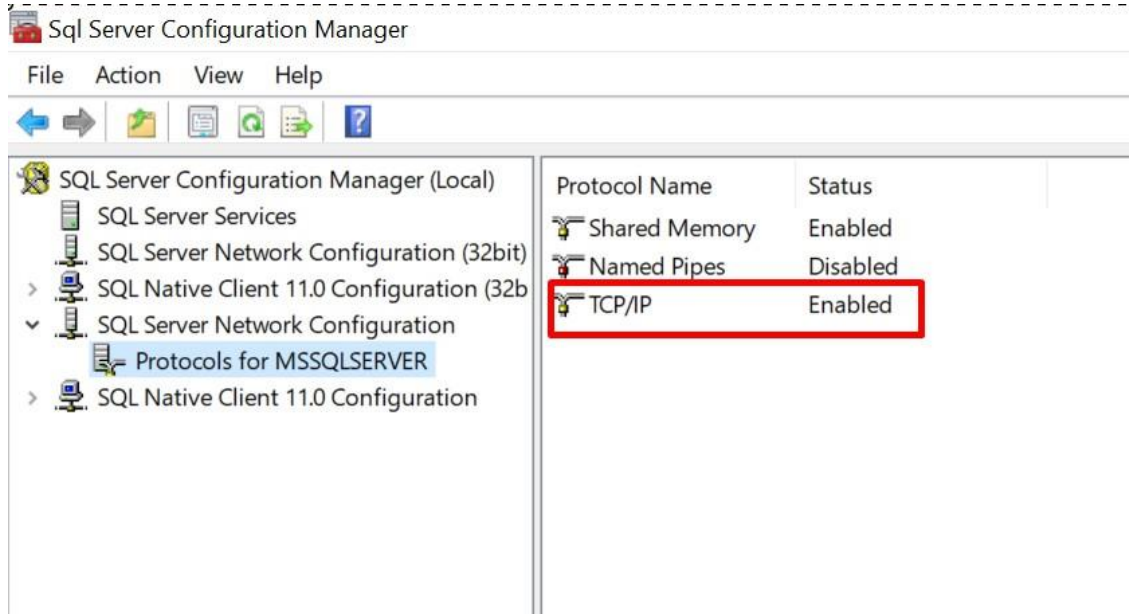 Sql Server Configuration Manager
File Action View Help
SQL Server Configuration Manager (Local)
SQL Server Services
SQL Server Network Configuration (32bit)
SQL Native Client 11.0 Configuration (32b
SQL Server Network Configuration
Protocols for MSSQLSERVER
SQL Native Client 11.0 Configuration
Protocol Name Status
Shared Memory Enabled
Named Pipes Disabled
TCP/IP Enabled